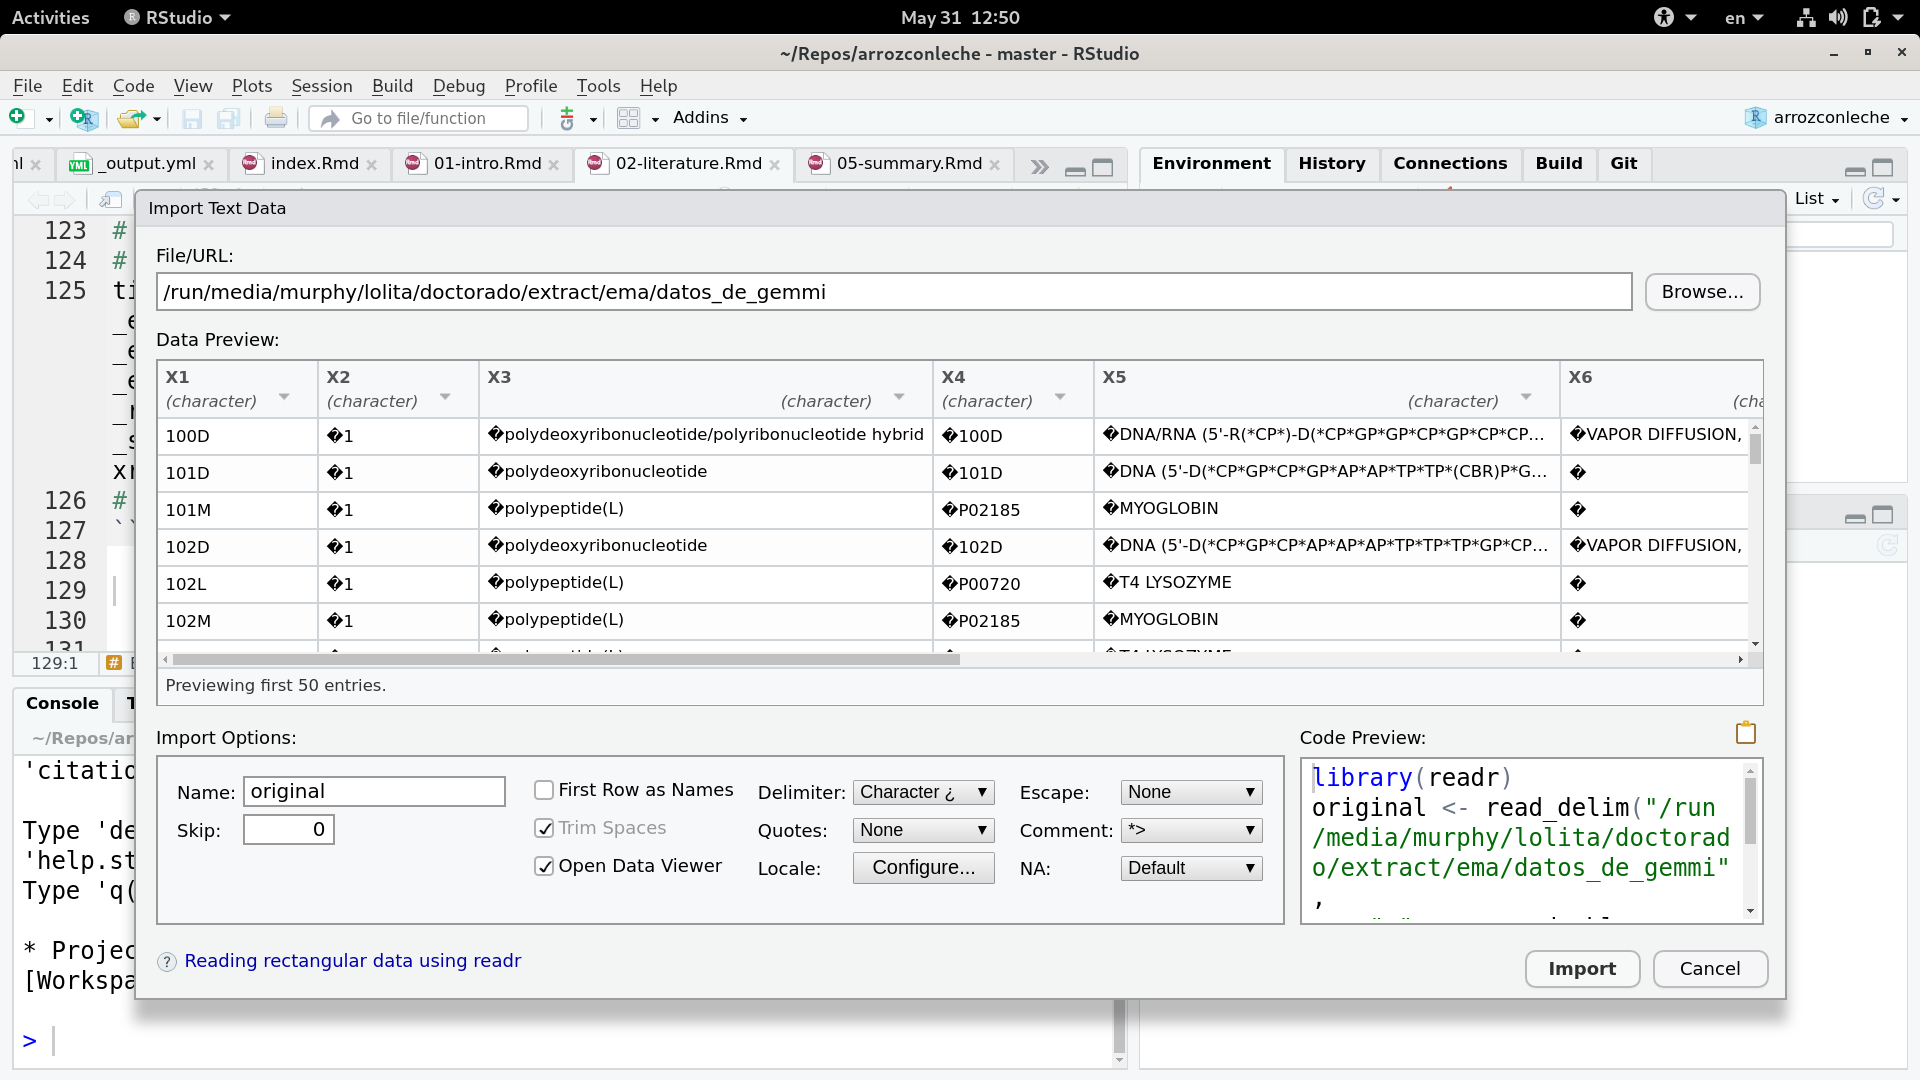 Activities RStudio May 31 12:50 en
~/Repos/arrozconleche - master - RStudio
File Edit Code View Plots Session Build Debug Profile Tools Help
Go to file/function Addins arrozconleche
_output.yml index.Rmd 01-intro.Rmd 02-literature.Rmd 05-summary.Rmd
Environment History Connections Build Git
List
123 #
124 #
125
126 #
127
128
129
130
129:1
Import Text Data
File/URL:
/run/media/murphy/lolita/doctorado/extract/ema/datos_de_gemmi
Browse...
Data Preview:
X1 X2 X3 X4 X5 X6
(character) (character) (character) (character) (character)
100D �1 �polydeoxyribonucleotide/polyribonucleotide hybrid �100D �DNA/RNA (5'-R(*CP*)-D(*CP*GP*GP*CP*GP*CP*CP... �VAPOR DIFFUSION,
101D �1 �polydeoxyribonucleotide �101D �DNA (5'-D(*CP*GP*CP*GP*AP*AP*TP*TP*(CBR)P*G... �
101M �1 �polypeptide(L) �P02185 �MYOGLOBIN �
102D �1 �polydeoxyribonucleotide �102D �DNA (5'-D(*CP*GP*CP*AP*AP*AP*TP*TP*TP*GP*CP... �VAPOR DIFFUSION,
102L �1 �polypeptide(L) �P00720 �T4 LYSOZYME �
102M �1 �polypeptide(L) �P02185 �MYOGLOBIN �
Previewing first 50 entries.
Import Options:
Name: original
Skip: 0
First Row as Names
Trim Spaces
Open Data Viewer
Delimiter: Character ¿
Quotes: None
Locale: Configure...
Escape: None
Comment: *>
NA: Default
Code Preview:
library(readr)
original <- read_delim("/run
/media/murphy/lolita/doctorad
o/extract/ema/datos_de_gemmi"
,
? Reading rectangular data using readr
Import Cancel
Console
~/Repos/ar
'citatio
Type 'de
'help.st
Type 'q(
* Projec
[Workspa
>